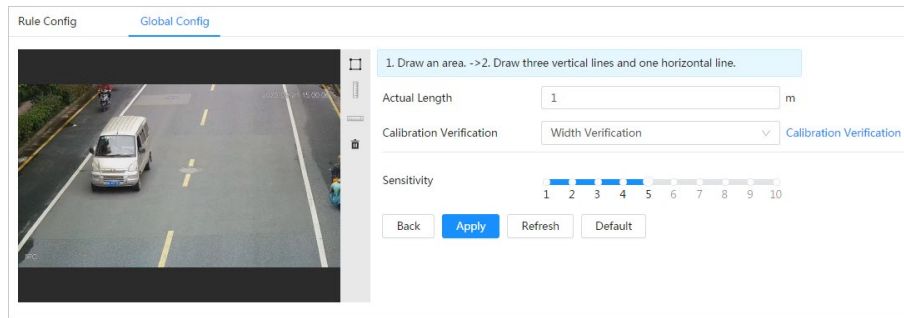 Rule Config
Global Config
1. Draw an area. ->2. Draw three vertical lines and one horizontal line.
Actual Length
1
m
Calibration Verification
Width Verification
Calibration Verification
Sensitivity
1 2 3 4 5 6 7 8 9 10
Back
Apply
Refresh
Default
IPC